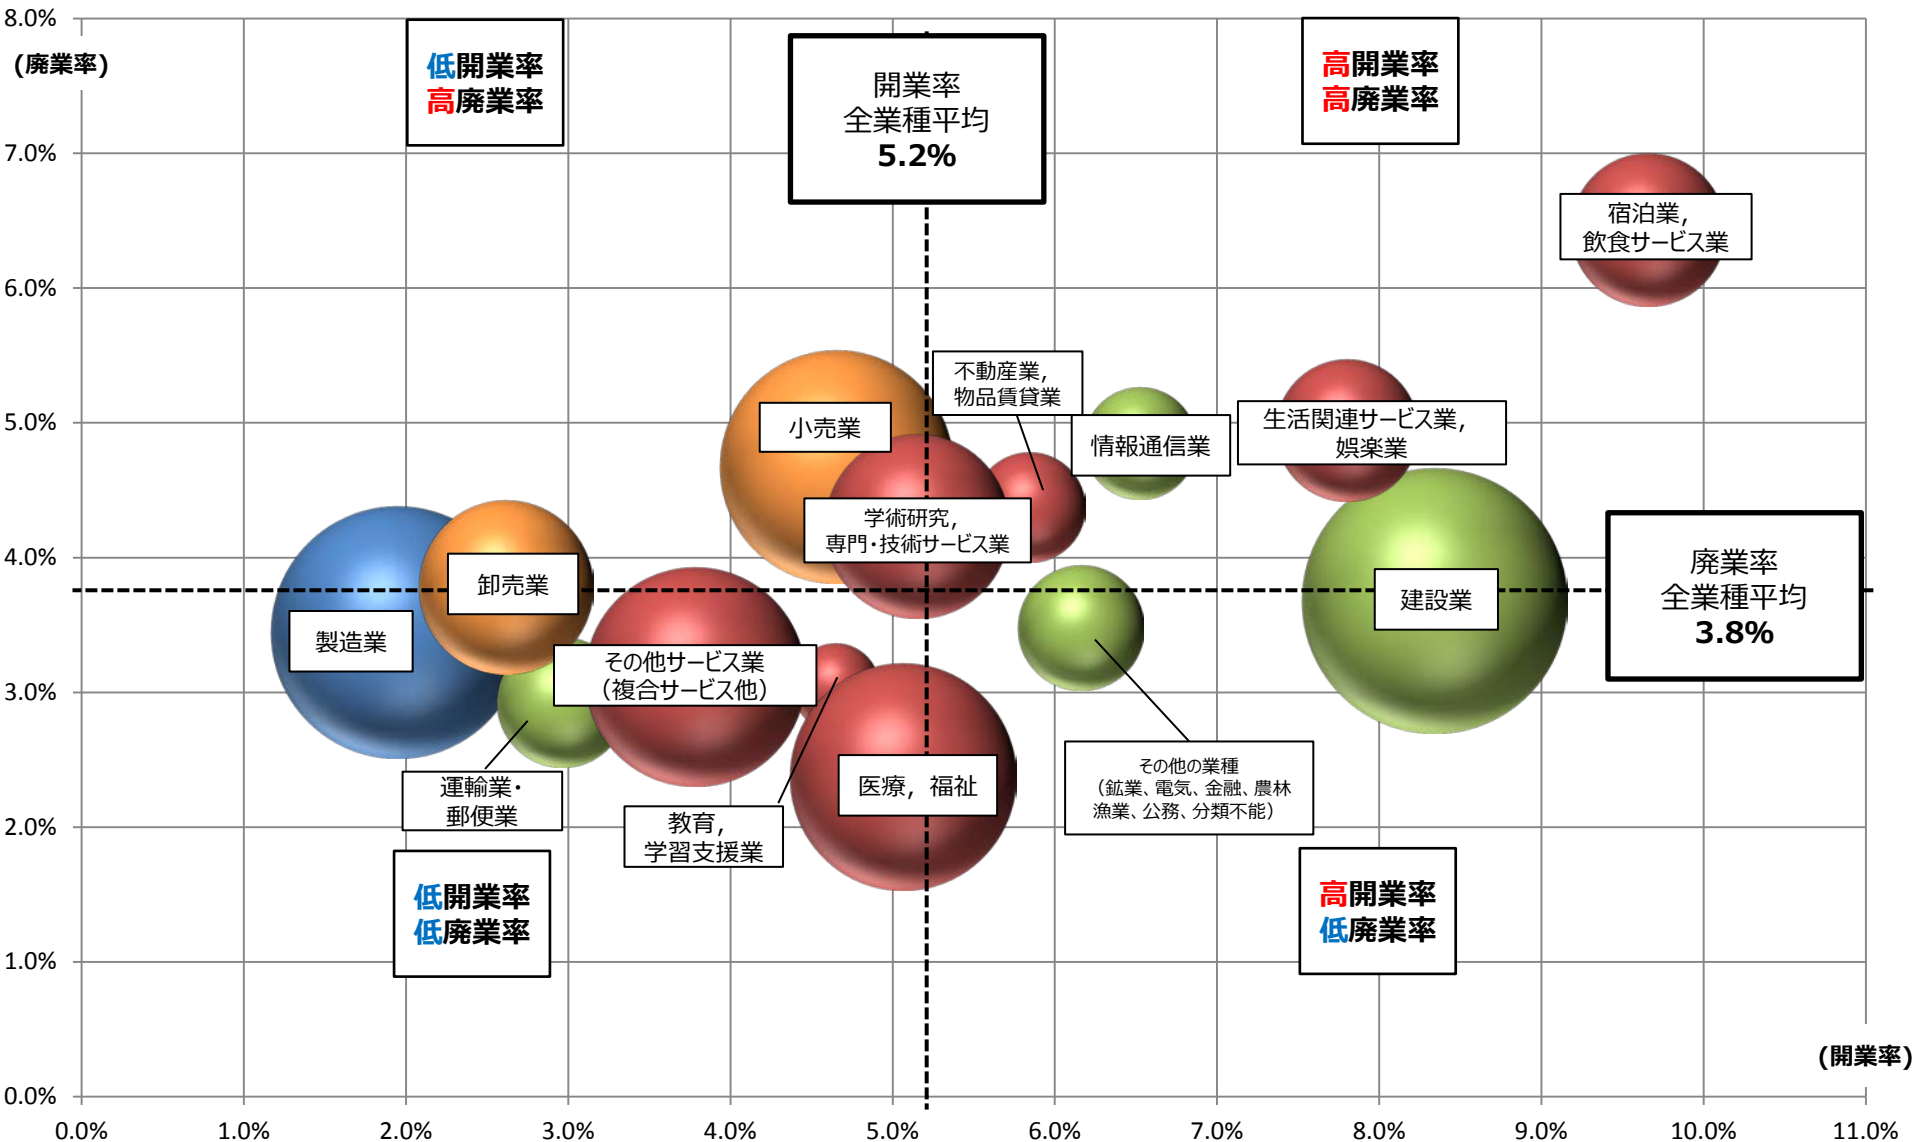 8.0%
(廃業率)
低開業率
高廃業率
開業率
全業種平均
5.2%
高開業率
高廃業率
7.0%
宿泊業,
飲食サービス業
6.0%
不動産業,
物品賃貸業
5.0%
小売業
情報通信業
生活関連サービス業,
娯楽業
学術研究,
専門・技術サービス業
4.0%
廃業率
全業種平均
3.8%
卸売業
建設業
製造業
その他サービス業
(複合サービス他)
3.0%
運輸業・
郵便業
医療, 福祉
その他の業種
(鉱業、電気、金融、農林
漁業、公務、分類不能)
教育,
学習支援業
2.0%
低開業率
低廃業率
高開業率
低廃業率
1.0%
(開業率)
0.0%
0.0% 1.0% 2.0% 3.0% 4.0% 5.0% 6.0% 7.0% 8.0% 9.0% 10.0% 11.0%